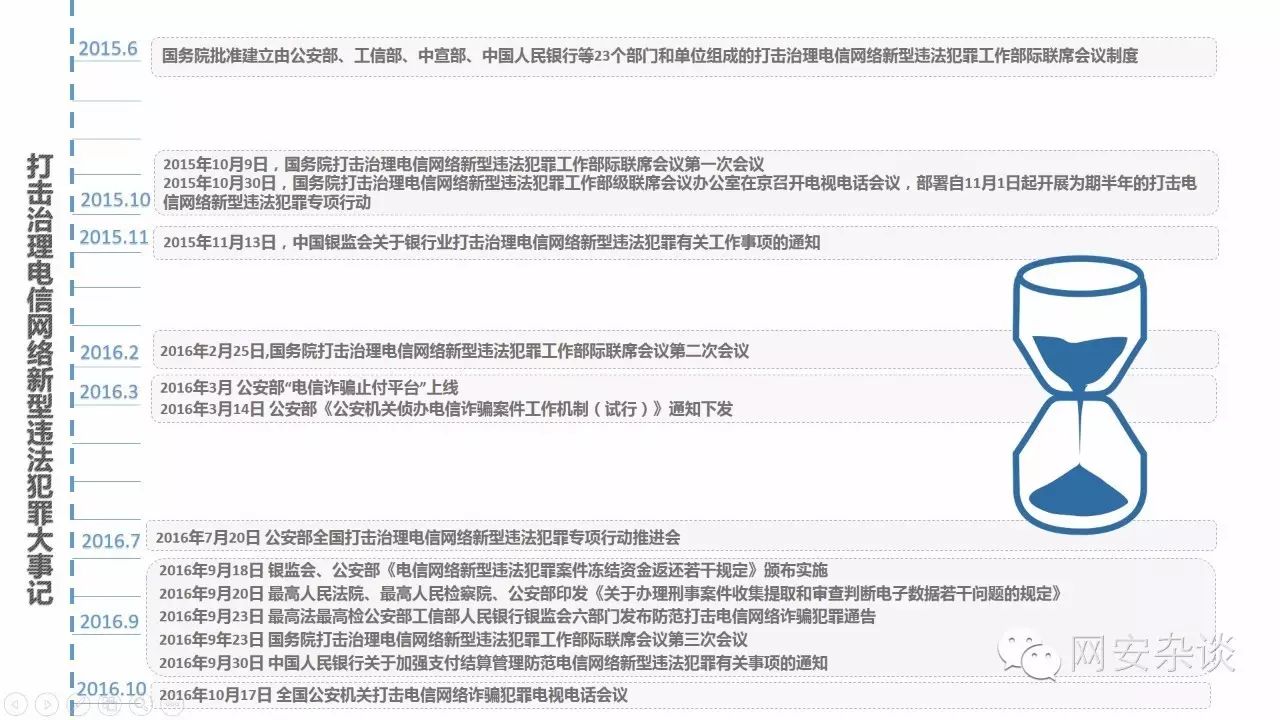 打击治理电信网络新型违法犯罪大事记
2015.6
国务院批准建立由公安部、工信部、中宣部、中国人民银行等23个部门和单位组成的打击治理电信网络新型违法犯罪工作部际联席会议制度
2015.10
2015年10月9日，国务院打击治理电信网络新型违法犯罪工作部际联席会议第一次会议
2015年10月30日，国务院打击治理电信网络新型违法犯罪工作部级联席会议办公室在京召开电视电话会议，部署自11月1日起开展为期半年的打击电
信网络新型违法犯罪专项行动
2015.11
2015年11月13日，中国银监会关于银行业打击治理电信网络新型违法犯罪有关工作事项的通知
2016.2
2016年2月25日,国务院打击治理电信网络新型违法犯罪工作部际联席会议第二次会议
2016.3
2016年3月 公安部“电信诈骗止付平台”上线
2016年3月14日 公安部《公安机关侦办电信诈骗案件工作机制（试行）》通知下发
2016.7
2016年7月20日 公安部全国打击治理电信网络新型违法犯罪专项行动推进会
2016.9
2016年9月18日 银监会、公安部《电信网络新型违法犯罪案件冻结资金返还若干规定》颁布实施
2016年9月20日 最高人民法院、最高人民检察院、公安部印发《关于办理刑事案件收集提取和审查判断电子数据若干问题的规定》
2016年9月23日 最高法最高检公安部工信部人民银行银监会六部门发布防范打击电信网络诈骗犯罪通告
2016年9年23日 国务院打击治理电信网络新型违法犯罪工作部际联席会议第三次会议
2016年9月30日 中国人民银行关于加强支付结算管理防范电信网络新型违法犯罪有关事项的通知
2016.10
2016年10月17日 全国公安机关打击电信网络诈骗犯罪电视电话会议
网安杂谈